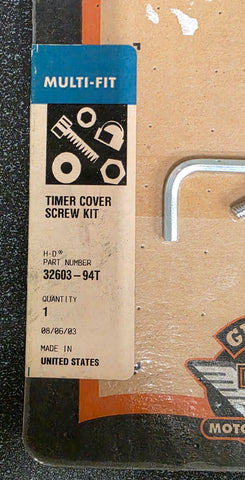 MULTI-FIT
TIMER COVER
SCREW KIT
H-D®
PART NUMBER
32603-94T
QUANTITY
1
08/06/03
MADE IN
UNITED STATES